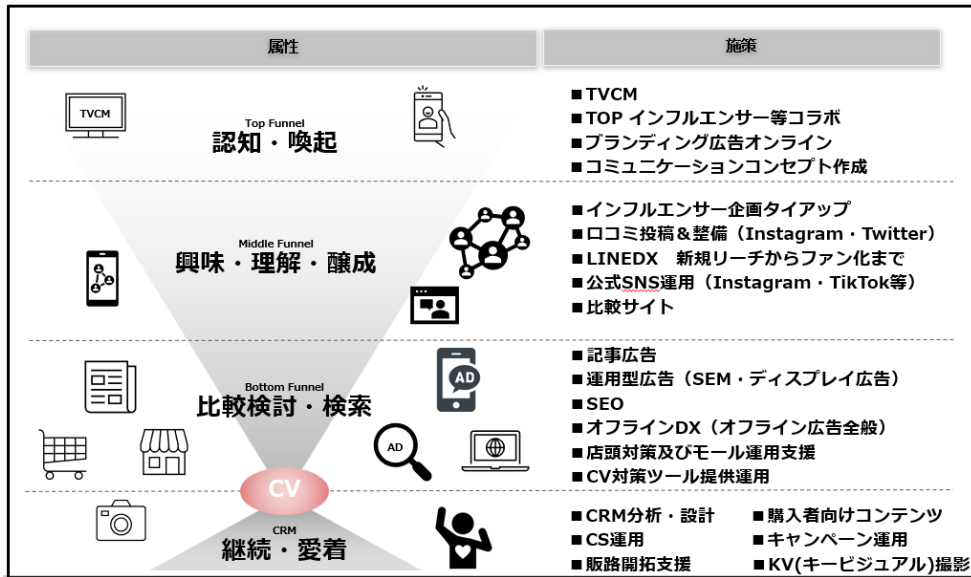 属性
施策
TVCM
Top Funnel
認知・喚起
■TVCM
■TOP インフルエンサー等コラボ
■ブランディング広告オンライン
■コミュニケーションコンセプト作成
Middle Funnel
興味・理解・醸成
■インフルエンサー企画タイアップ
■口コミ投稿＆整備（Instagram・Twitter）
■LINEDX　新規リーチからファン化まで
■公式SNS運用（Instagram・TikTok等）
■比較サイト
Bottom Funnel
比較検討・検索
AD
AD
■記事広告
■運用型広告（SEM・ディスプレイ広告）
■SEO
■オフラインDX（オフライン広告全般）
■店頭対策及びモール運用支援
■CV対策ツール提供運用
CV
CRM
継続・愛着
■CRM分析・設計　■購入者向けコンテンツ
■CS運用　■キャンペーン運用
■販路開拓支援　■KV(キービジュアル)撮影